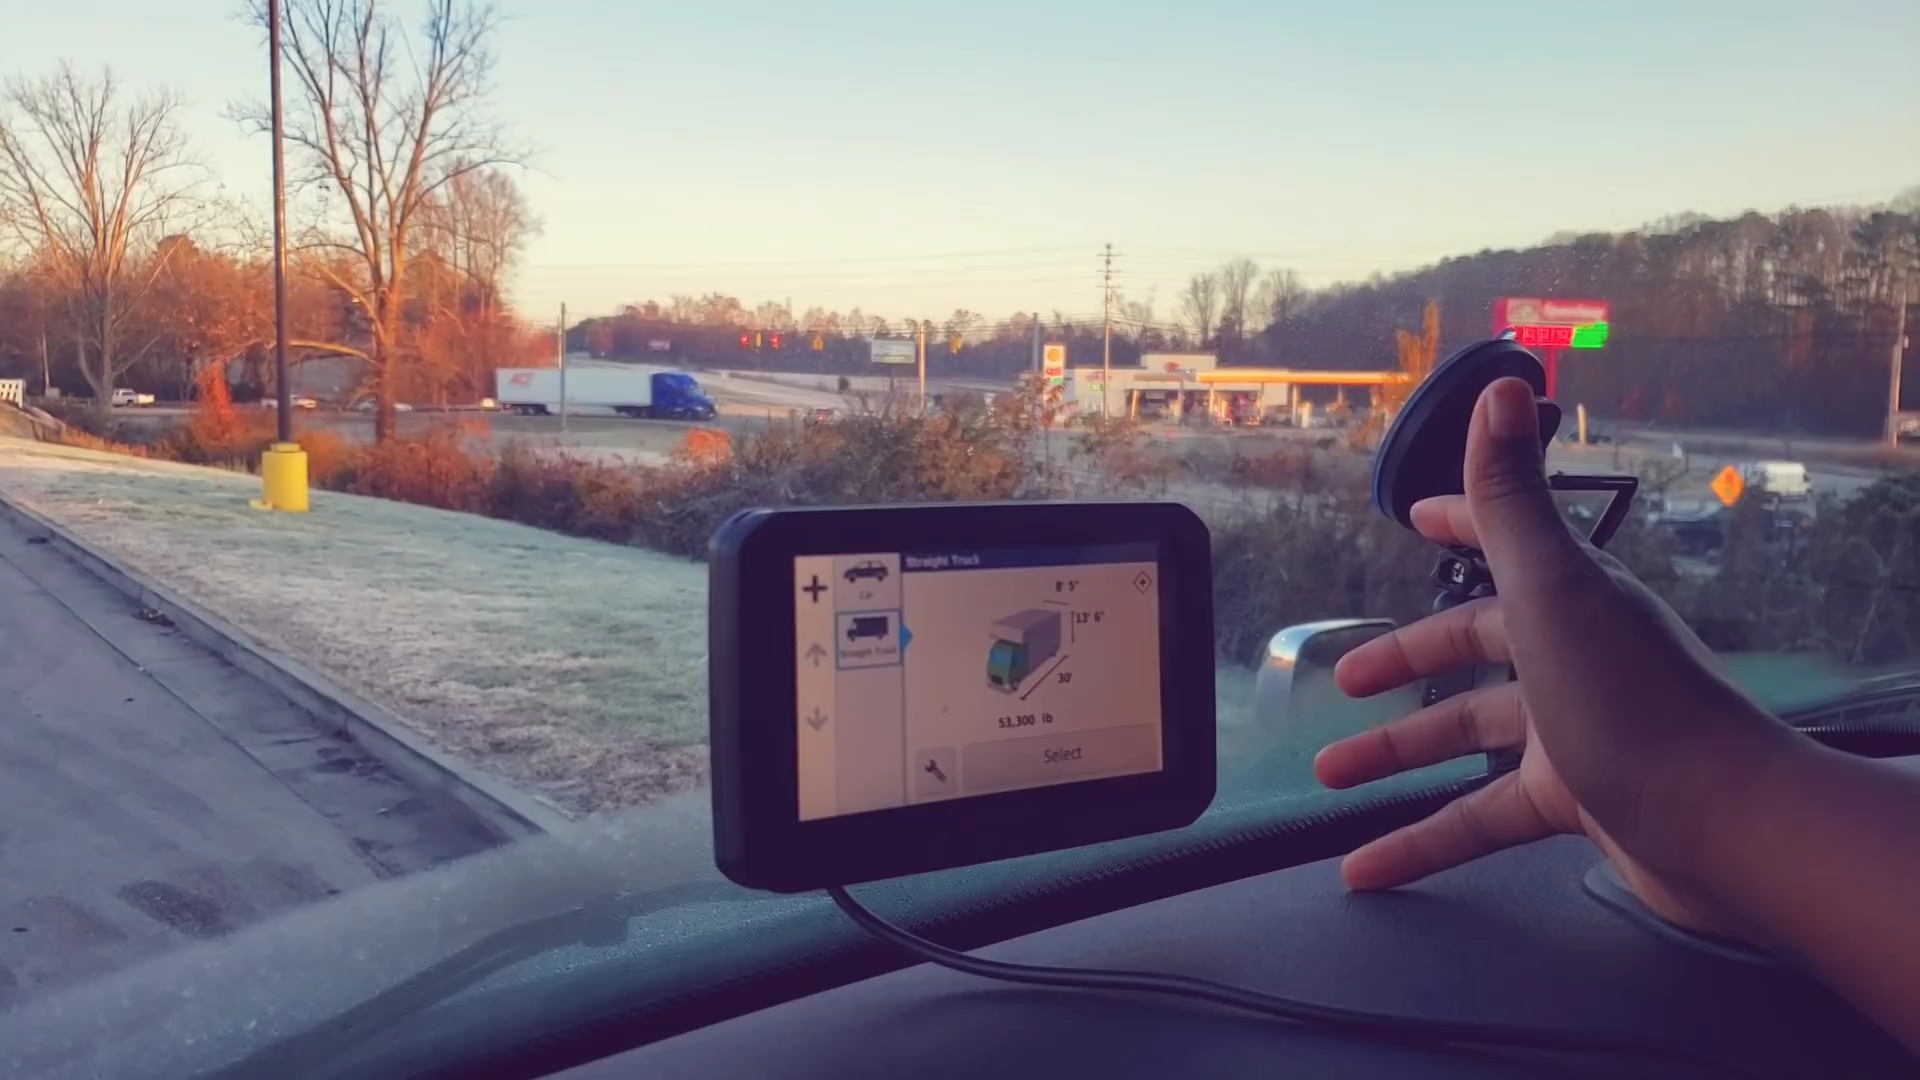 Straight Truck
Car
Straight Truck
8' 5"
13' 6"
30'
53,300 lb
Select